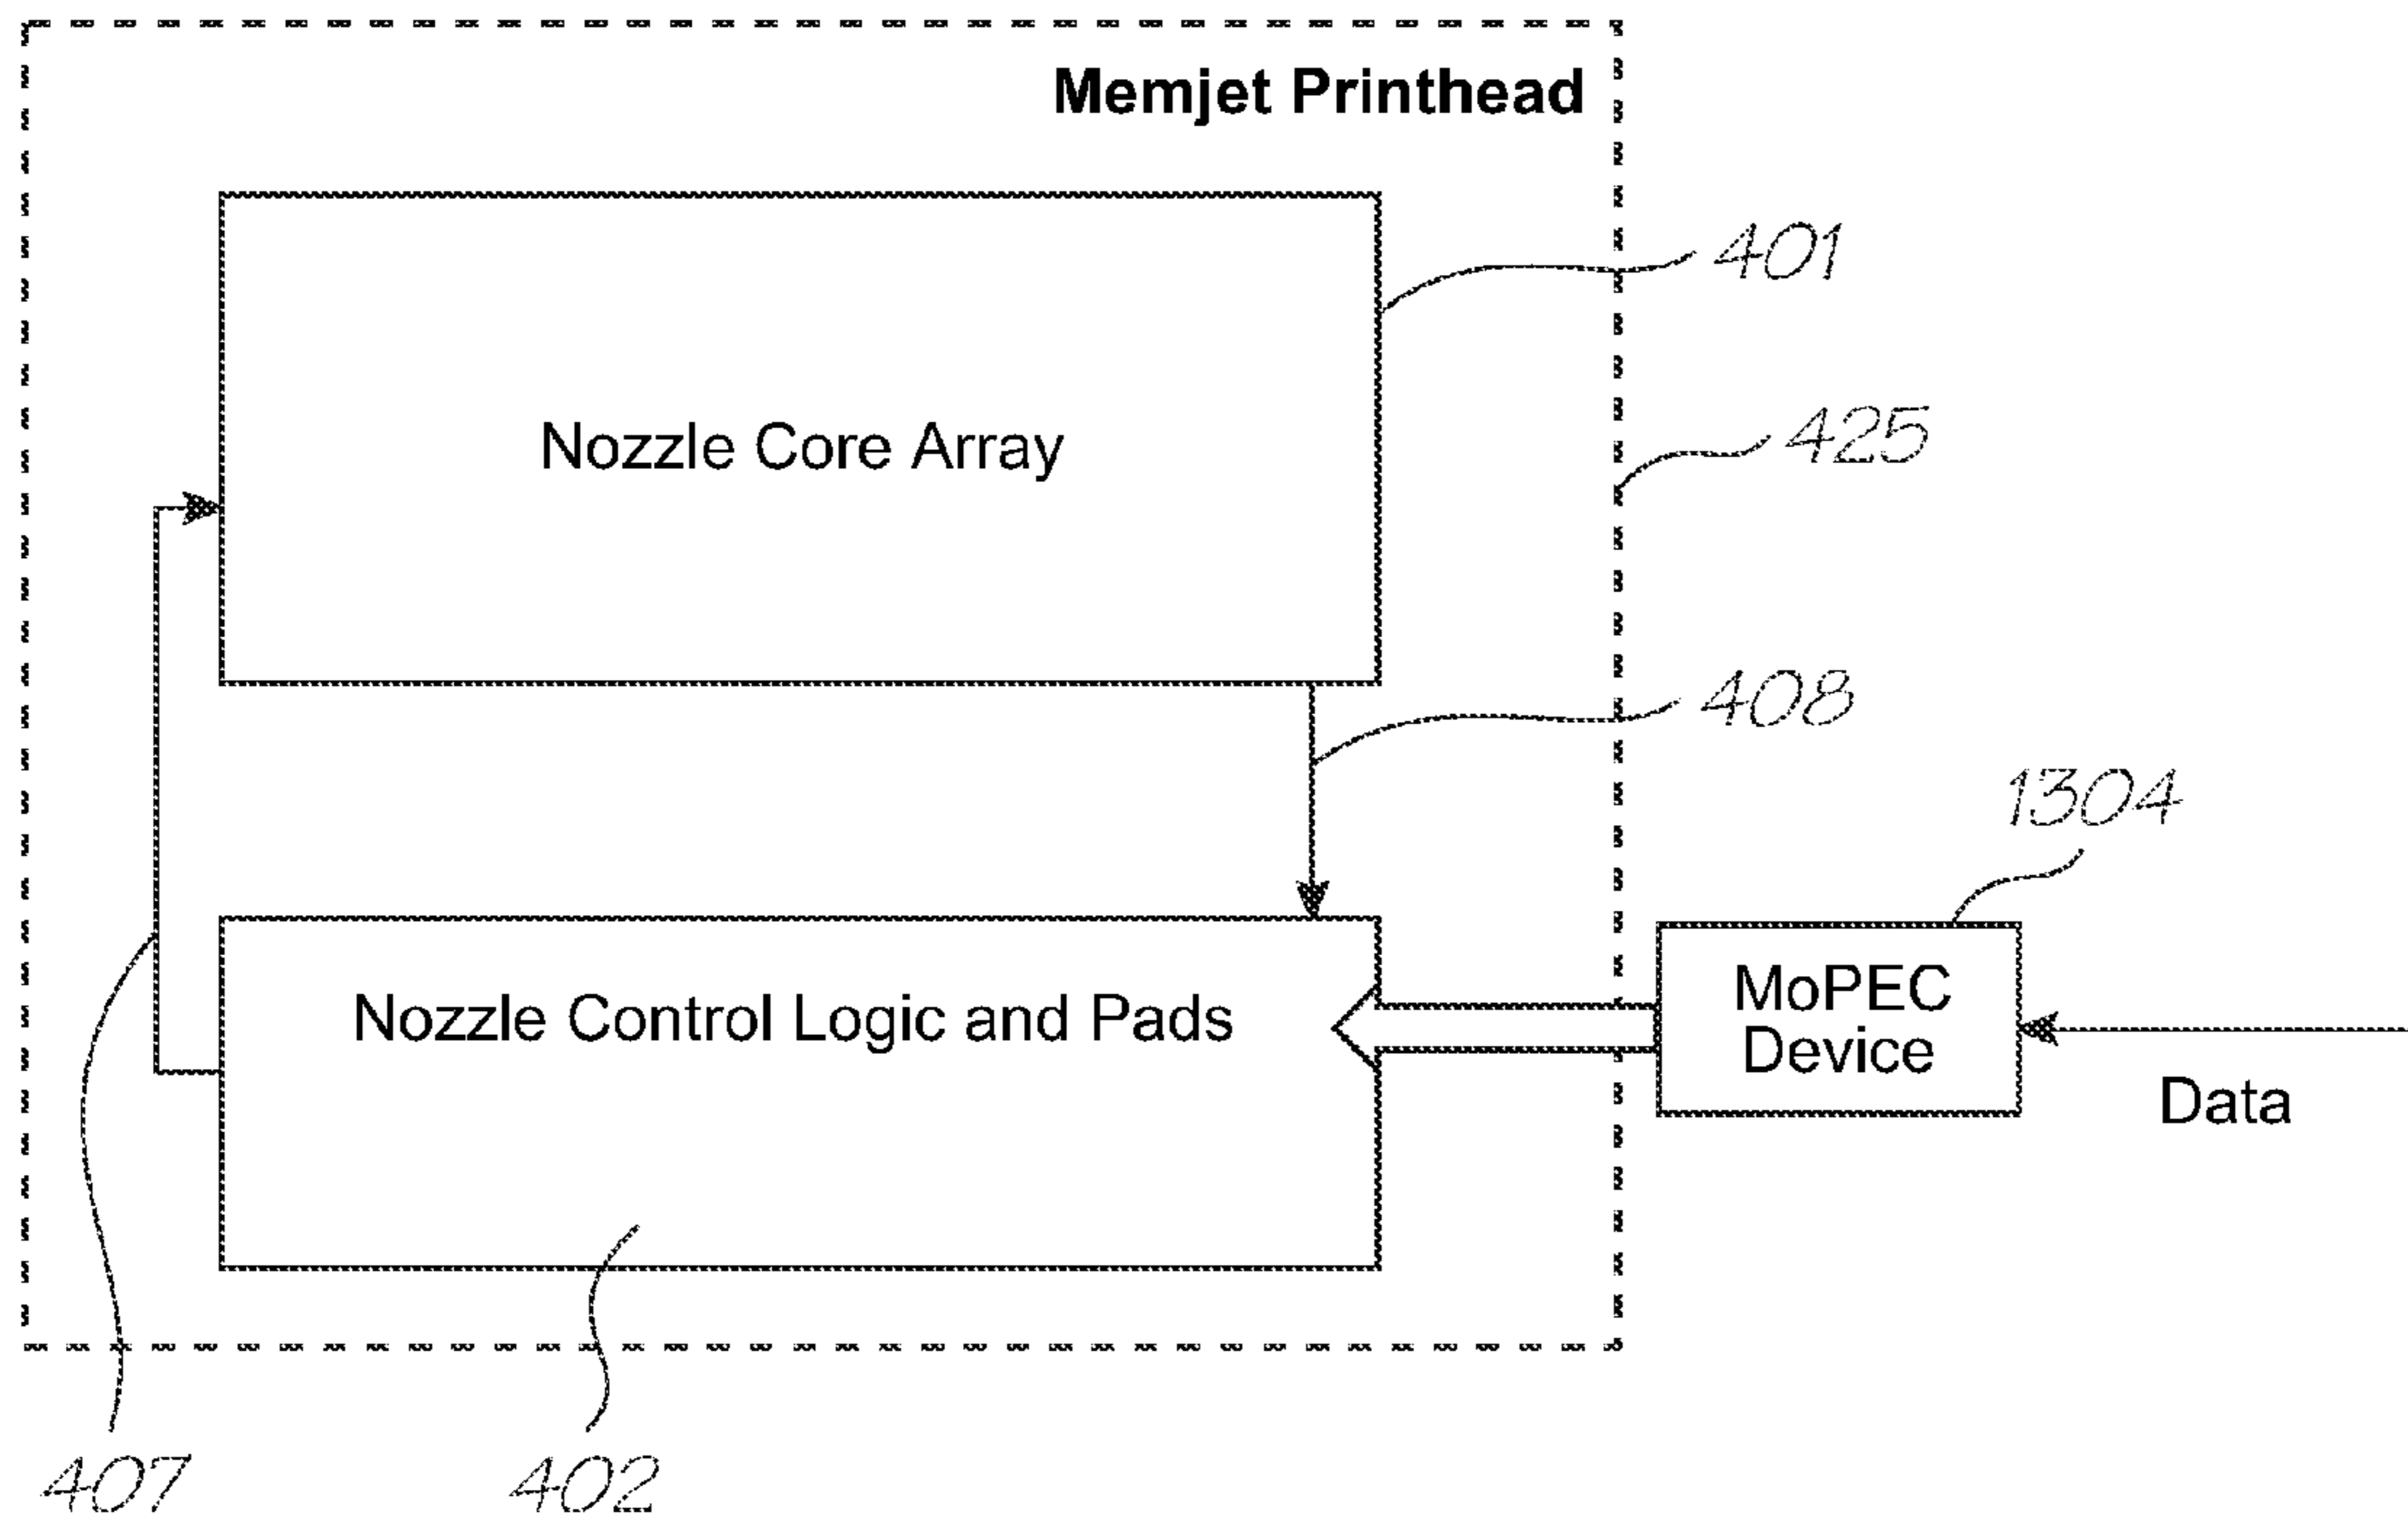 Memjet Printhead
401
Nozzle Core Array
425
408
1304
Nozzle Control Logic and Pads
MoPEC
Device
Data
407
402